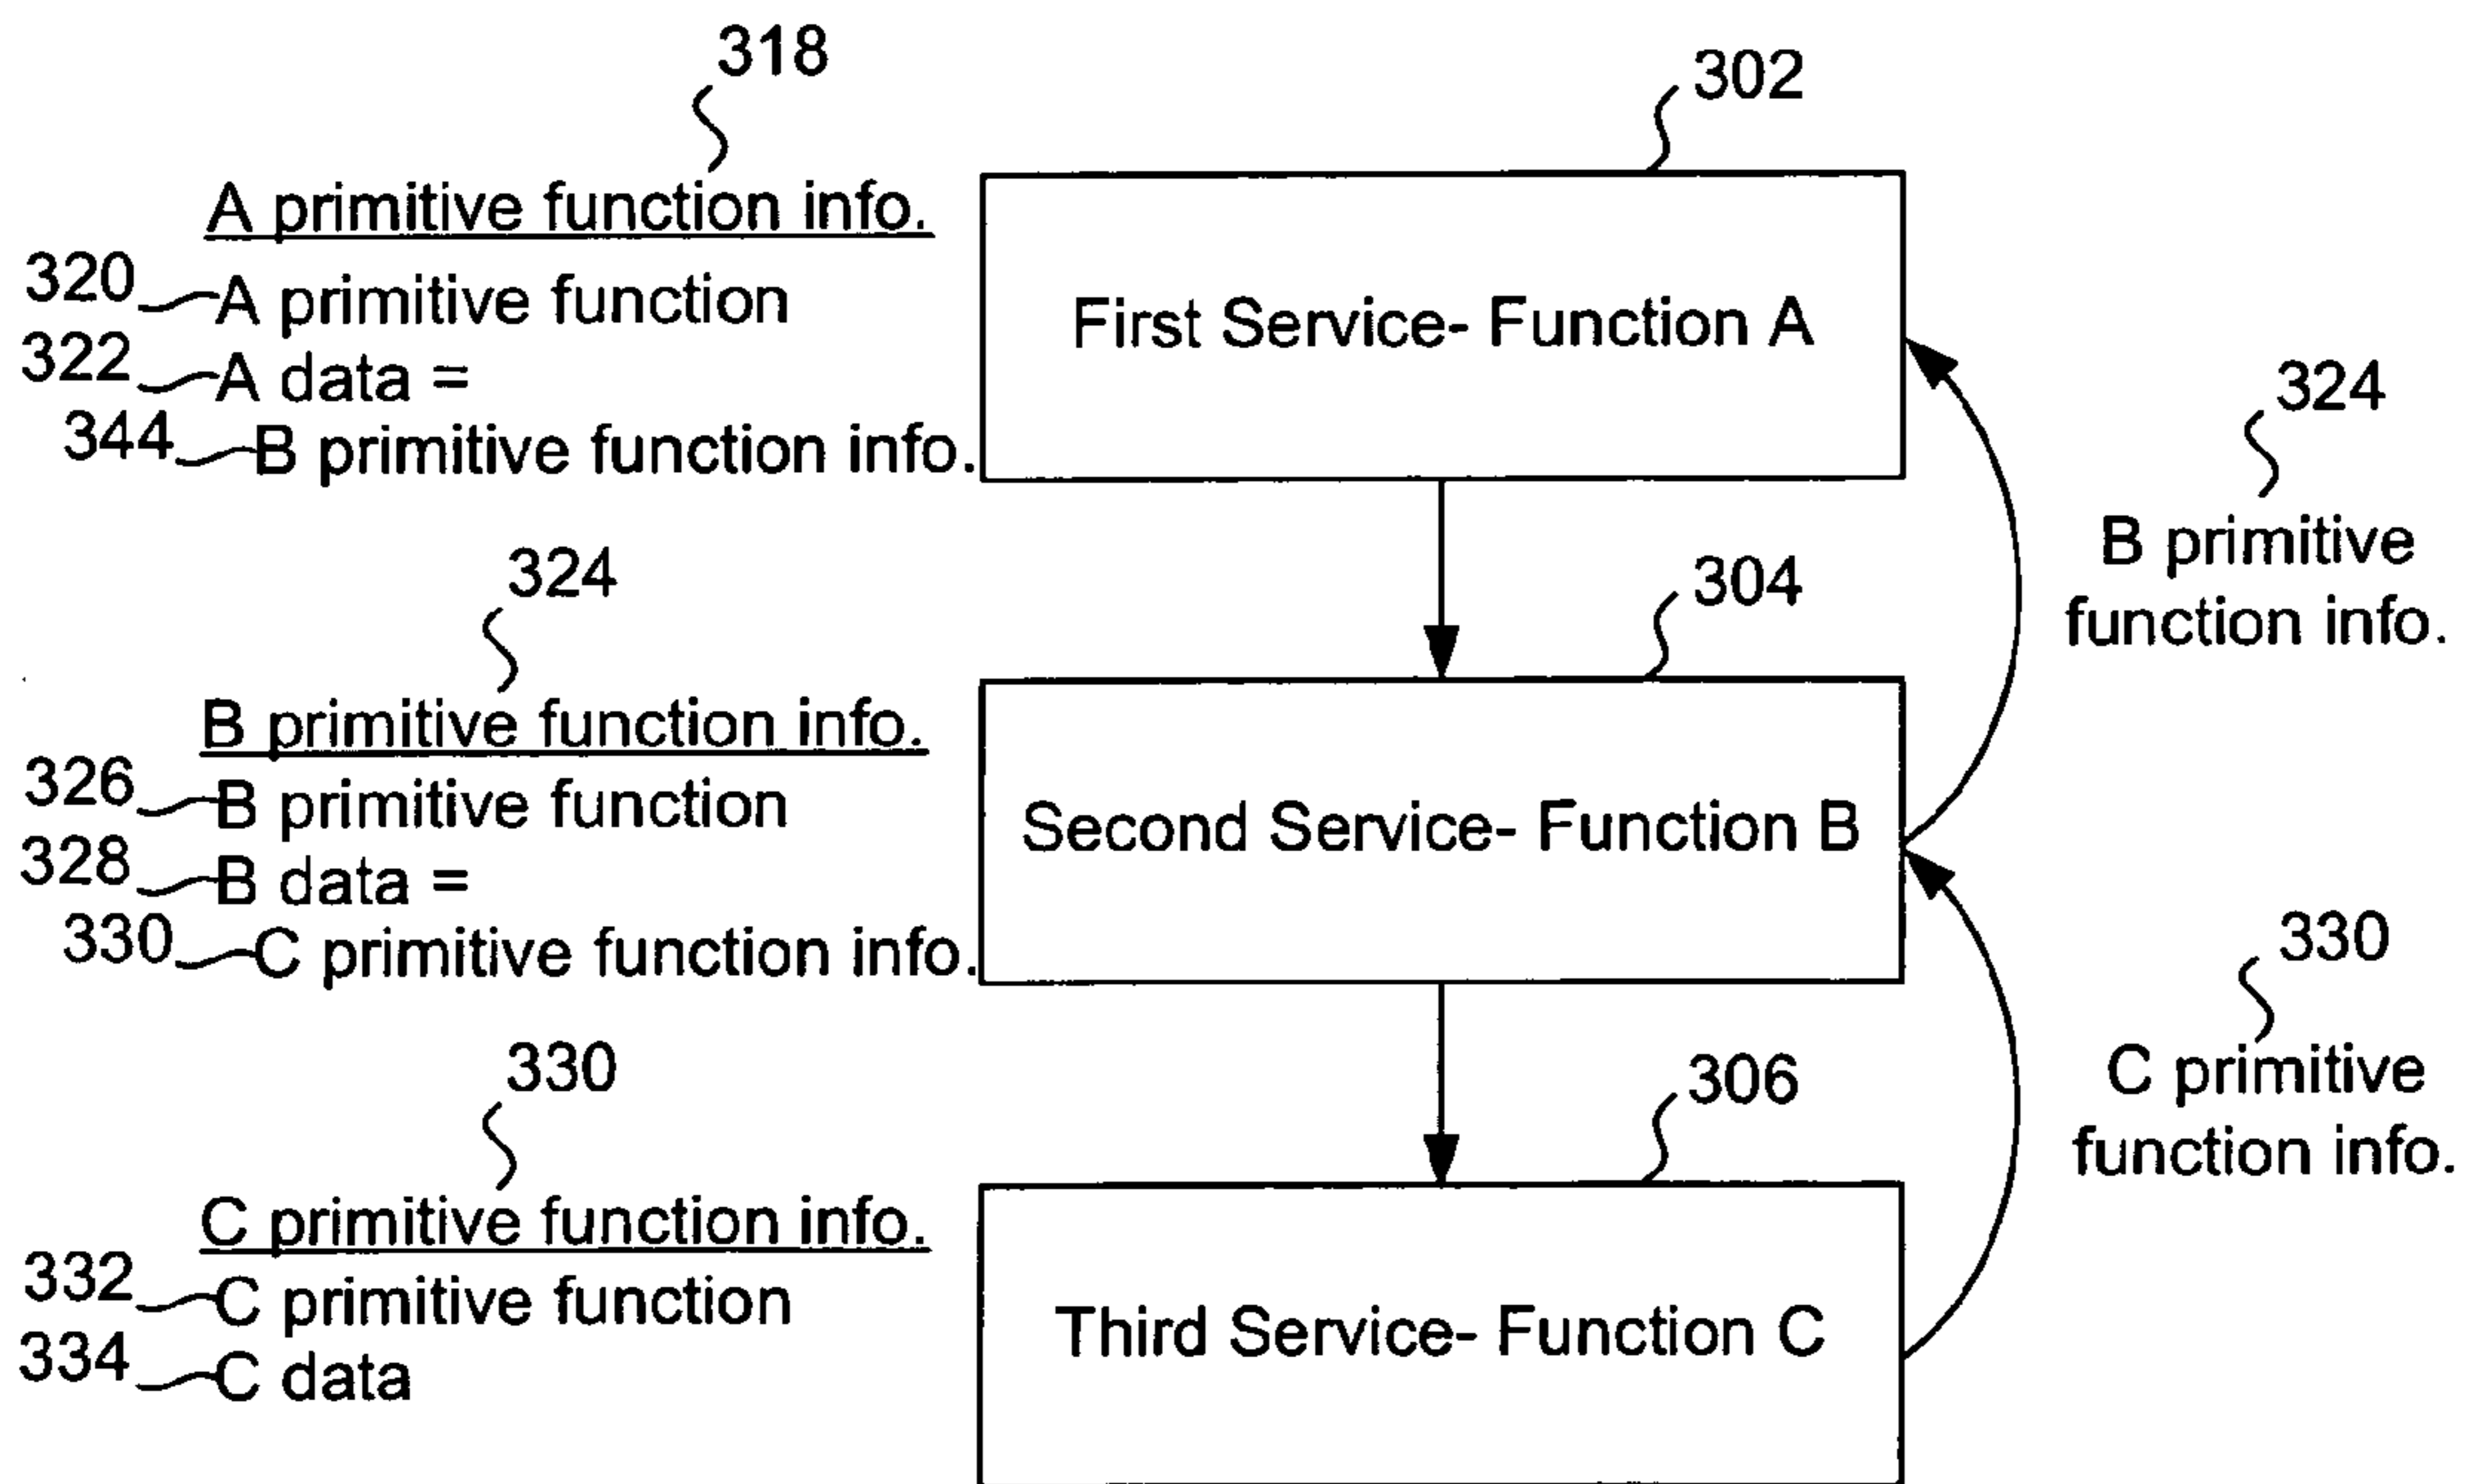 318
302
A primitive function info.
320 A primitive function
322 A data =
344 B primitive function info.
First Service- Function A
324
B primitive
function info.
324
304
B primitive function info.
326 B primitive function
328 B data =
330 C primitive function info.
Second Service- Function B
330
C primitive
function info.
330
306
C primitive function info.
332 C primitive function
334 C data
Third Service- Function C